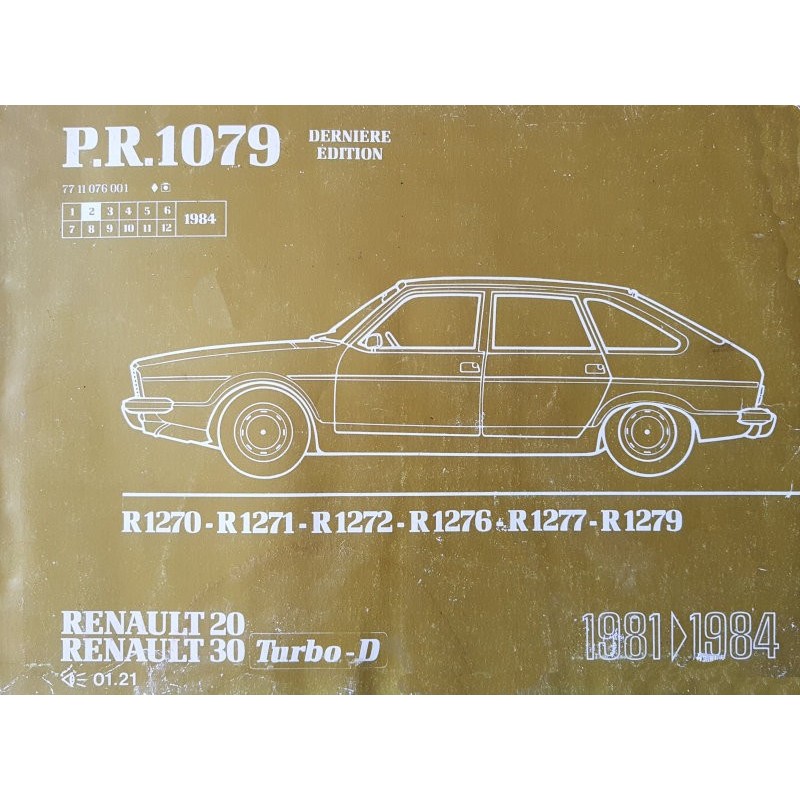 P.R.1079
DERNIÈRE
ÉDITION
77 11 076 001
1 2 3 4 5 6
7 8 9 10 11 12
1984
R1270 - R1271 - R1272 - R1276 - R1277 - R1279
RENAULT 20
RENAULT 30 Turbo-D
1981 1984
01.21